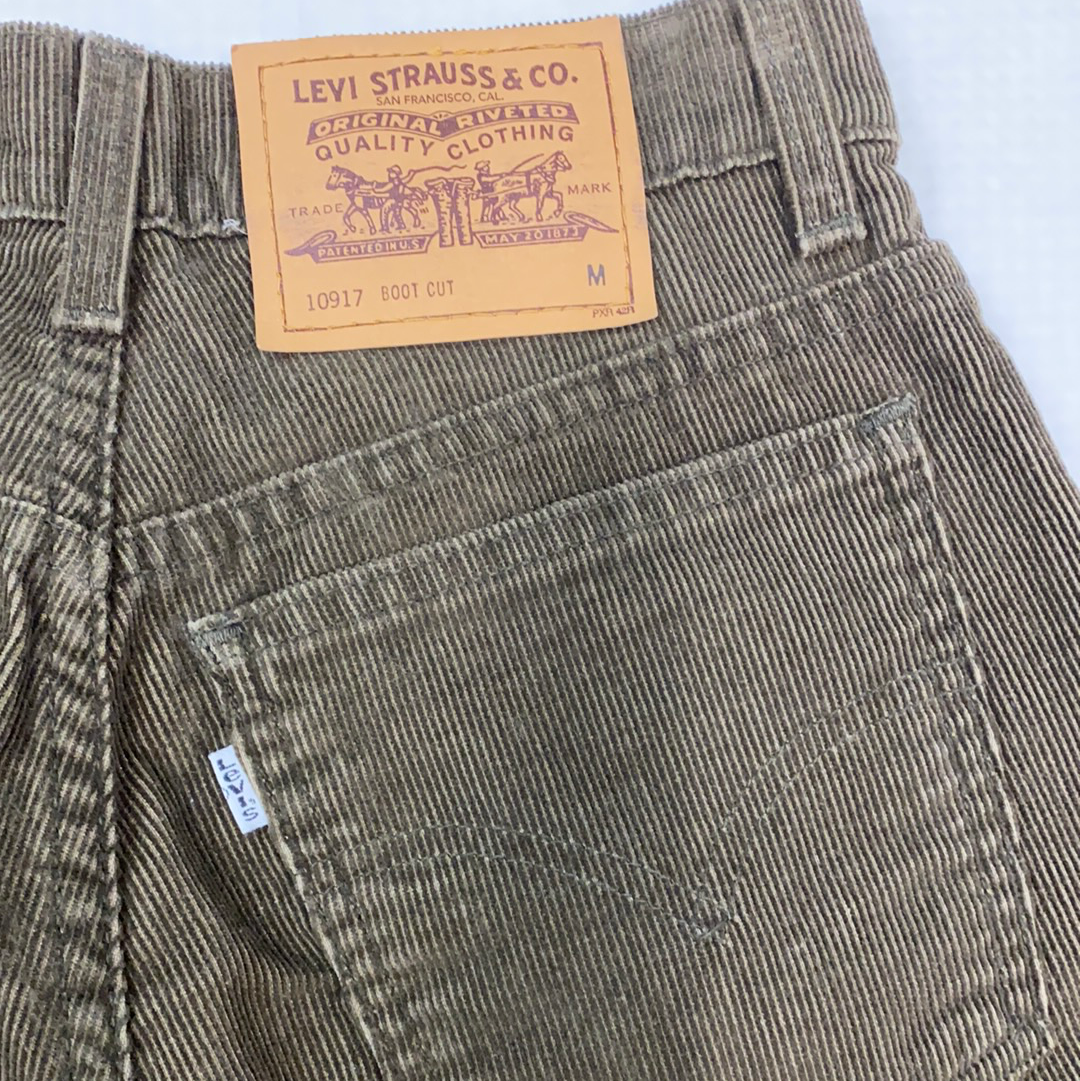 LEVI STRAUSS & CO.
SAN FRANCISCO, CAL.
ORIGINAL RIVETED
QUALITY CLOTHING
TRADE MARK
PATENTED IN U.S MAY 20 1873
10917 BOOT CUT M
Levi's